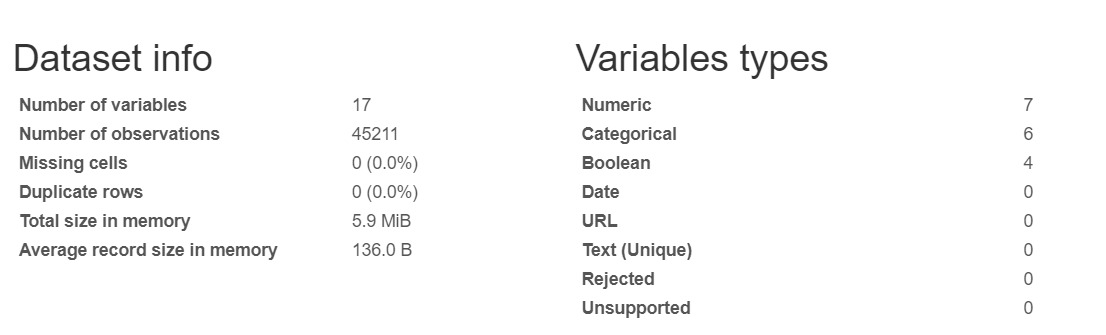 Dataset info
Number of variables 17
Number of observations 45211
Missing cells 0 (0.0%)
Duplicate rows 0 (0.0%)
Total size in memory 5.9 MiB
Average record size in memory 136.0 B
Variables types
Numeric 7
Categorical 6
Boolean 4
Date 0
URL 0
Text (Unique) 0
Rejected 0
Unsupported 0